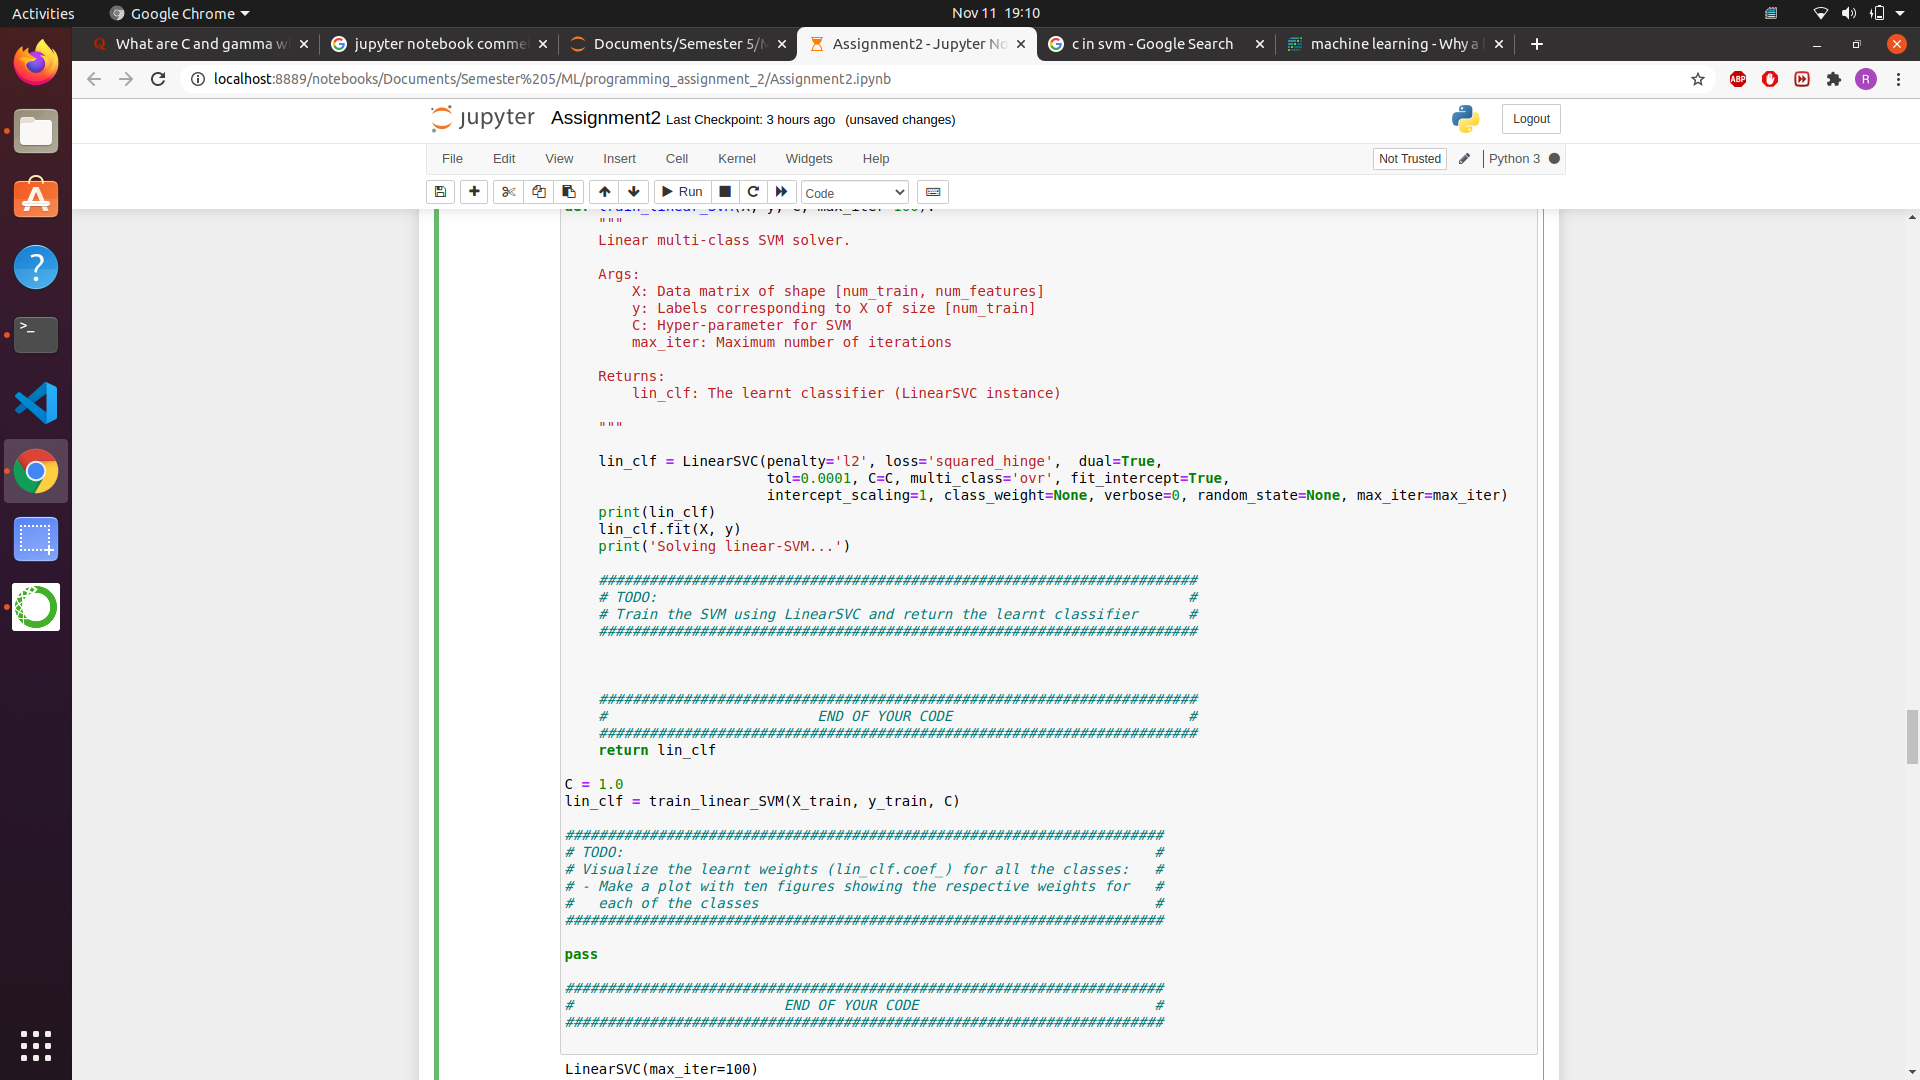 Activities
Google Chrome
Nov 11 19:10
What are C and gamma w
jupyter notebook comme
Documents/Semester 5/M
Assignment2 - Jupyter No
c in svm - Google Search
machine learning - Why a
localhost:8889/notebooks/Documents/Semester%205/ML/programming_assignment_2/Assignment2.ipynb
ABP
R
jupyter
Assignment2 Last Checkpoint: 3 hours ago (unsaved changes)
Logout
File Edit View Insert Cell Kernel Widgets Help
Not Trusted
Python 3
Run
Code
def train_linear_SVM(X, y, C, max_iter=100):
"""
Linear multi-class SVM solver.
Args:
X: Data matrix of shape [num_train, num_features]
y: Labels corresponding to X of size [num_train]
C: Hyper-parameter for SVM
max_iter: Maximum number of iterations
Returns:
lin_clf: The learnt classifier (LinearSVC instance)
"""
lin_clf = LinearSVC(penalty='l2', loss='squared_hinge',  dual=True,
tol=0.0001, C=C, multi_class='ovr', fit_intercept=True,
intercept_scaling=1, class_weight=None, verbose=0, random_state=None, max_iter=max_iter)
print(lin_clf)
lin_clf.fit(X, y)
print('Solving linear-SVM...')
#######################################################################
# TODO: #
# Train the SVM using LinearSVC and return the learnt classifier #
#######################################################################
#######################################################################
# END OF YOUR CODE #
#######################################################################
return lin_clf
C = 1.0
lin_clf = train_linear_SVM(X_train, y_train, C)
#######################################################################
# TODO: #
# Visualize the learnt weights (lin_clf.coef_) for all the classes: #
# - Make a plot with ten figures showing the respective weights for #
# each of the classes #
#######################################################################
pass
#######################################################################
# END OF YOUR CODE #
#######################################################################
LinearSVC(max_iter=100)